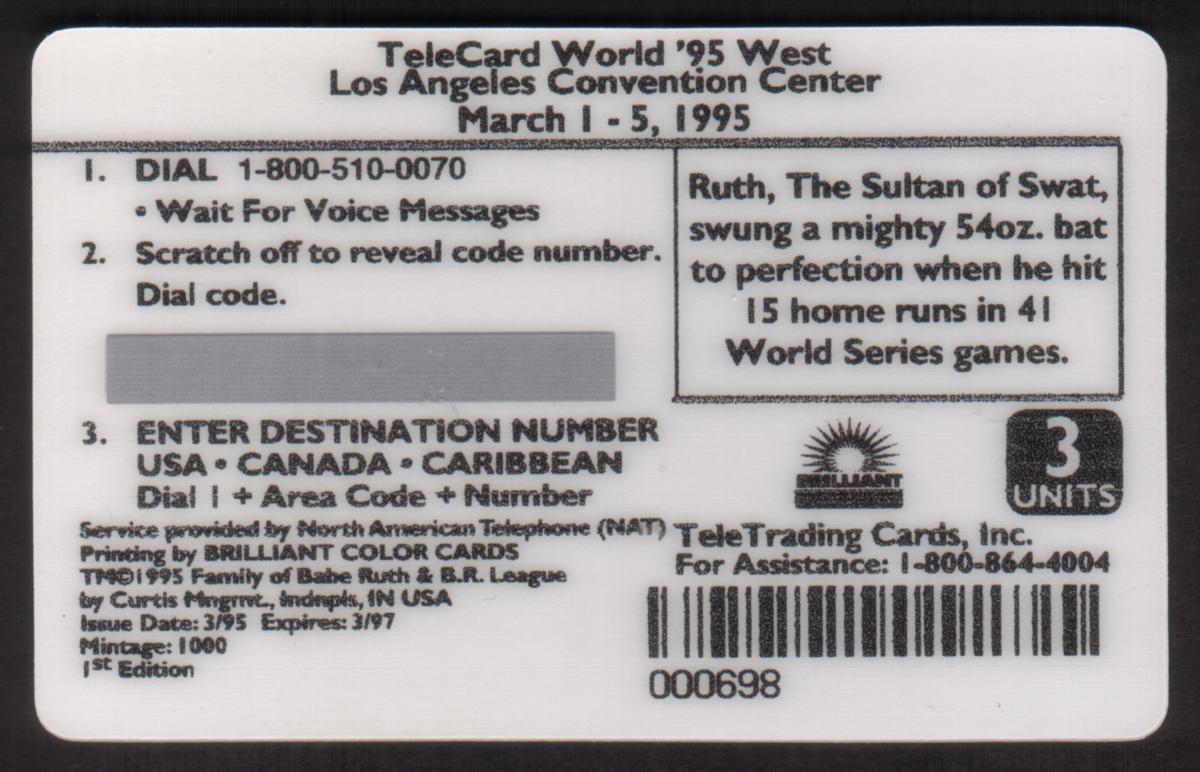 TeleCard World '95 West
Los Angeles Convention Center
March 1 - 5, 1995
1. DIAL 1-800-510-0070
• Wait For Voice Messages
2. Scratch off to reveal code number.
Dial code.
Ruth, The Sultan of Swat,
swung a mighty 54oz. bat
to perfection when he hit
15 home runs in 41
World Series games.
3. ENTER DESTINATION NUMBER
USA • CANADA • CARIBBEAN
Dial 1 + Area Code + Number
BRILLIANT
3
UNITS
Service provided by North American Telephone (NAT)
Printing by BRILLIANT COLOR CARDS
TM©1995 Family of Babe Ruth & B.R. League
by Curtis Mngmt., Indnpls, IN USA
Issue Date: 3/95 Expires: 3/97
Mintage: 1000
1st Edition
TeleTrading Cards, Inc.
For Assistance: 1-800-864-4004
000698